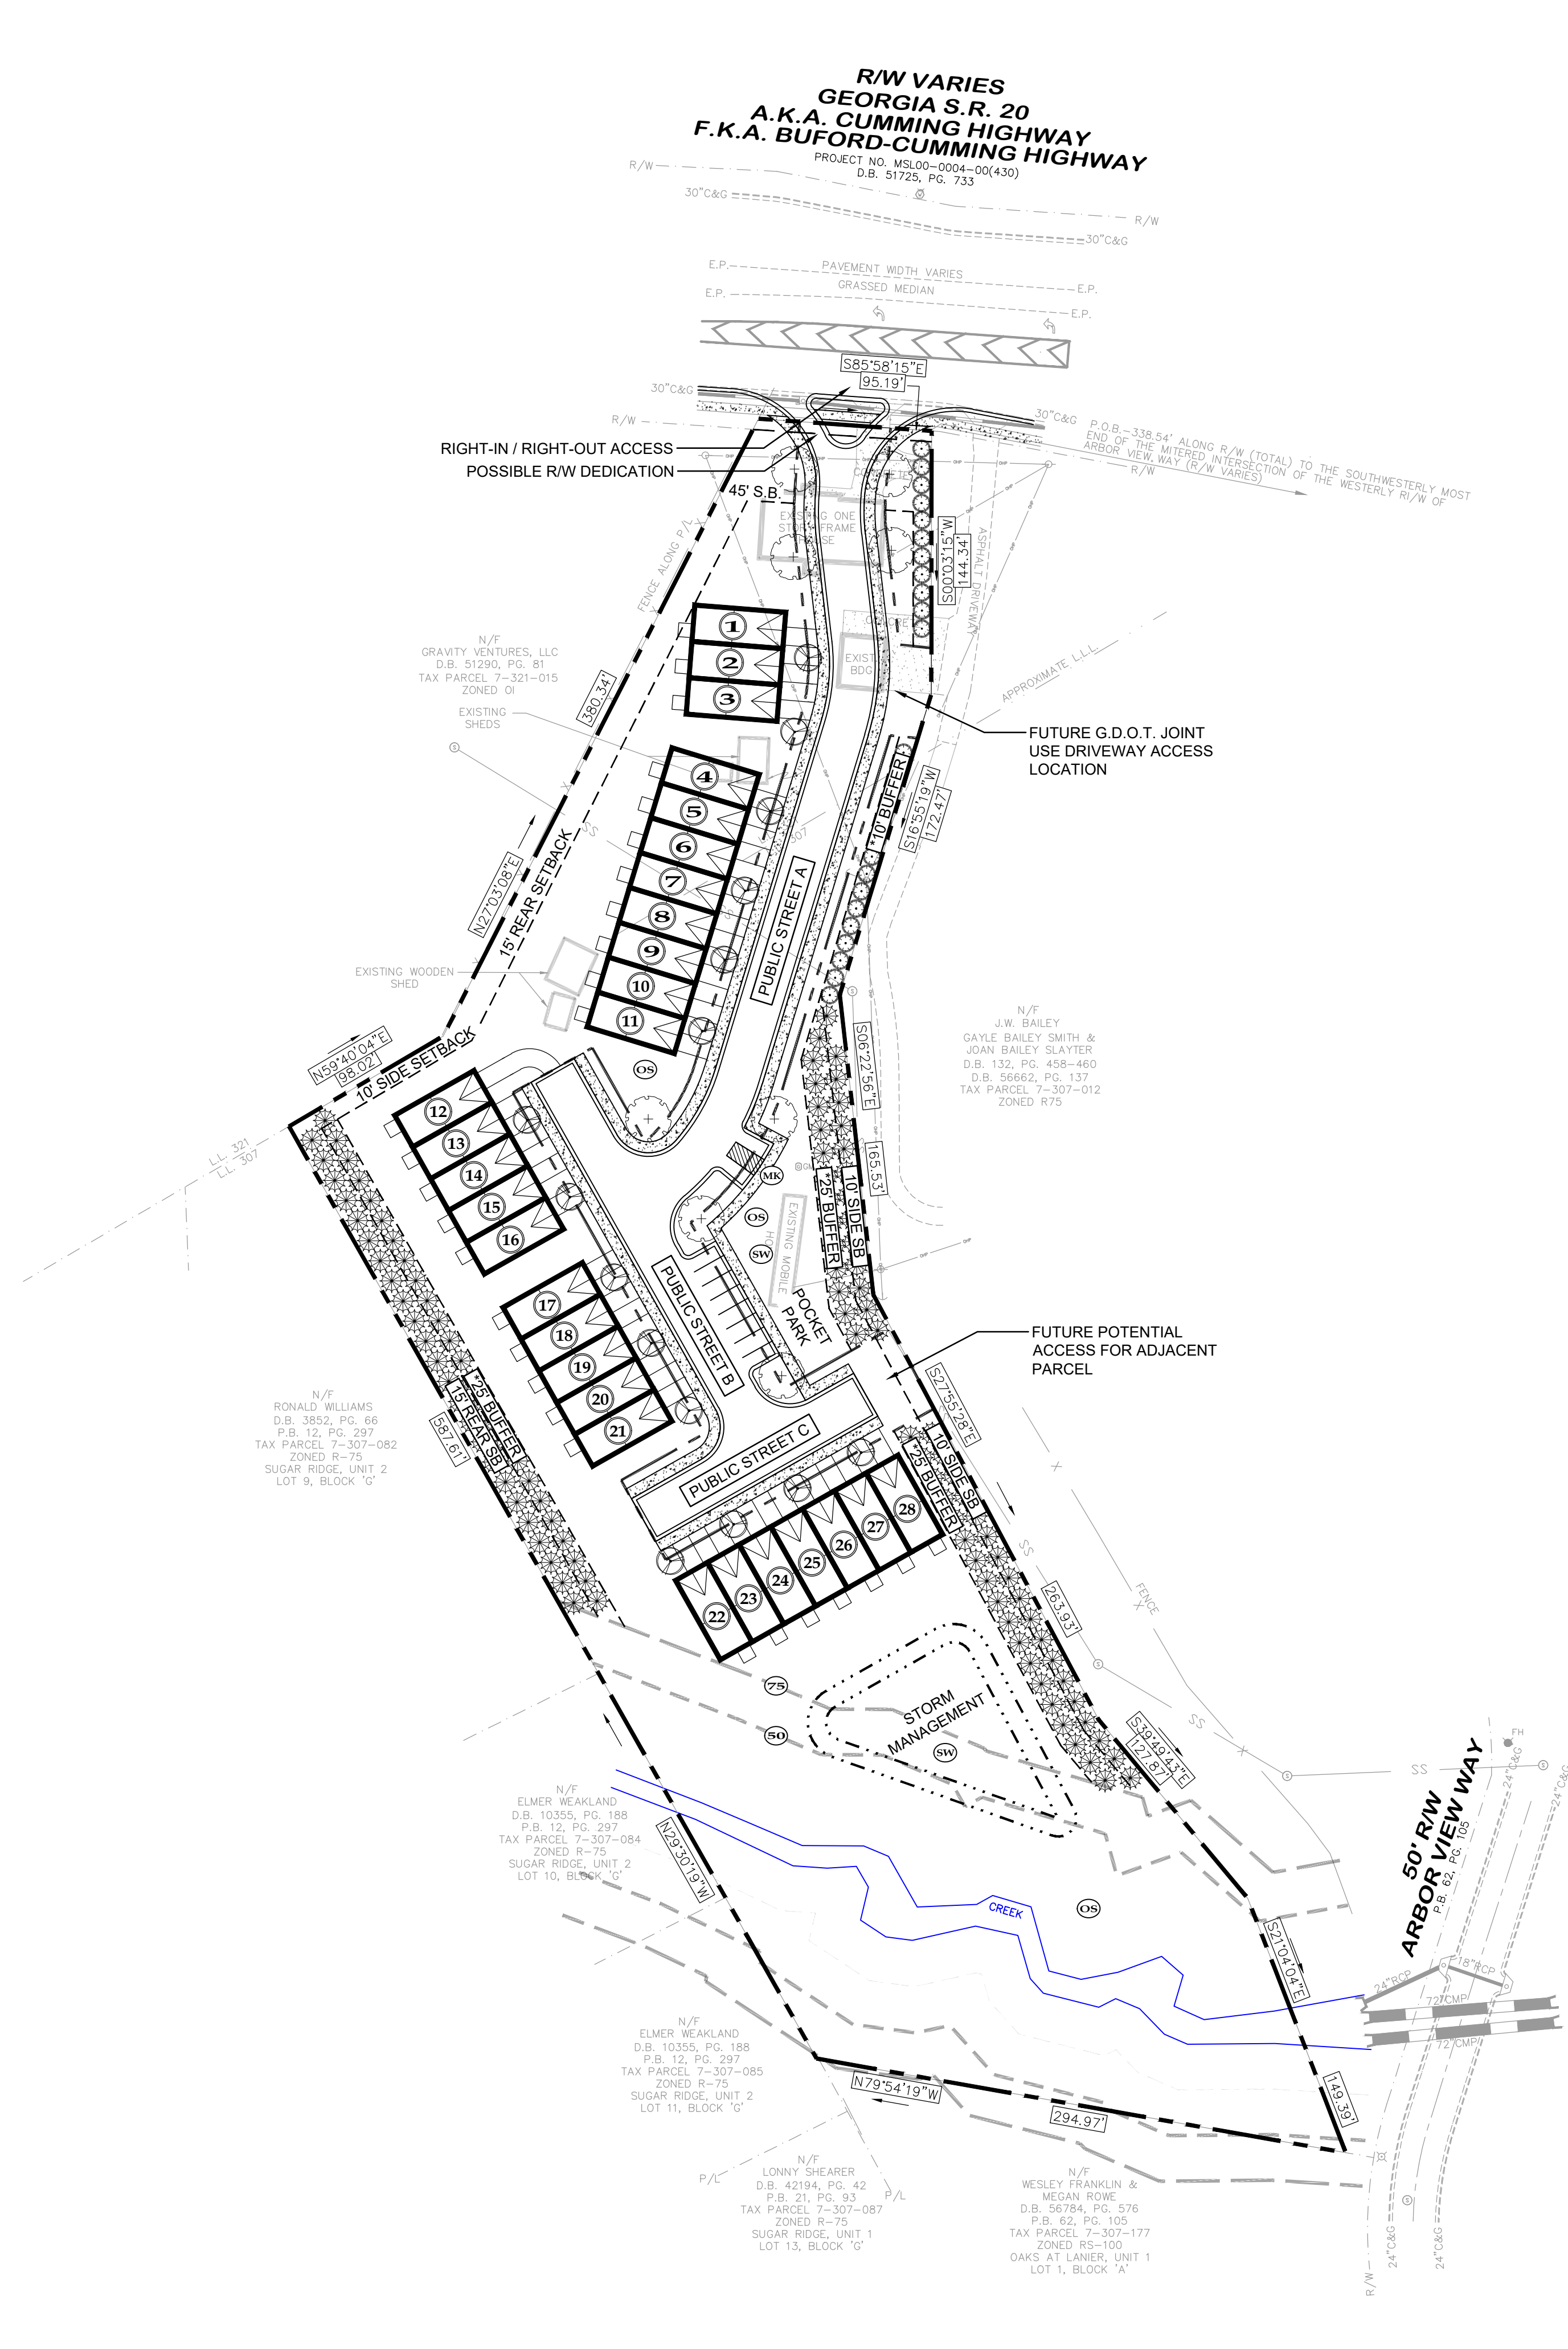 R/W VARIES
GEORGIA S.R. 20
A.K.A. CUMMING HIGHWAY
F.K.A. BUFORD-CUMMING HIGHWAY
PROJECT NO. MSL00-0004-00(430)
D.B. 51725, PG. 733
R/W
R/W
30"C&G
30"C&G
E.P.
PAVEMENT WIDTH VARIES
E.P.
E.P.
GRASSED MEDIAN
E.P.
S85°58'15"E
95.19'
30"C&G
30"C&G
R/W
R/W
P.O.B.-338.54' ALONG R/W (TOTAL) TO THE SOUTHWESTERLY MOST
END OF THE MITERED INTERSECTION OF THE WESTERLY RI/W OF
ARBOR VIEW WAY (R/W VARIES)
RIGHT-IN / RIGHT-OUT ACCESS
POSSIBLE R/W DEDICATION
45' S.B.
EXISTING ONE
STORY FRAME
HOUSE
FENCE ALONG P/L
S00°03'15"W
144.34'
ASPHALT DRIVEWAY
APPROXIMATE L.L.L.
N/F
GRAVITY VENTURES, LLC
D.B. 51290, PG. 81
TAX PARCEL 7-321-015
ZONED OI
EXISTING
SHEDS
380.34'
1
2
3
EXIST
BDG
FUTURE G.D.O.T. JOINT
USE DRIVEWAY ACCESS
LOCATION
4
5
6
7
8
9
10
11
*10' BUFFER
S16°55'19"W
172.47'
N27°03'08"E
15' REAR SETBACK
SS
PUBLIC STREET A
EXISTING WOODEN
SHED
N59°40'04"E
98.02'
10' SIDE SETBACK
OS
S06°22'56"E
165.53'
N/F
J.W. BAILEY
GAYLE BAILEY SMITH &
JOAN BAILEY SLAYTER
D.B. 132, PG. 458-460
D.B. 56662, PG. 137
TAX PARCEL 7-307-012
ZONED R75
L.L. 321
L.L. 307
12
13
14
15
16
MK
OS
SW
EXISTING MOBILE
*25' BUFFER
10' SIDE SB
POCKET
PARK
17
18
19
20
21
PUBLIC STREET B
FUTURE POTENTIAL
ACCESS FOR ADJACENT
PARCEL
S27°55'28"E
N/F
RONALD WILLIAMS
D.B. 3852, PG. 66
P.B. 12, PG. 297
TAX PARCEL 7-307-082
ZONED R-75
SUGAR RIDGE, UNIT 2
LOT 9, BLOCK 'G'
587.61'
15' REAR SB
*25' BUFFER
PUBLIC STREET C
*25' BUFFER
10' SIDE SB
22
23
24
25
26
27
28
SS
263.93'
FENCE
75
50
STORM
MANAGEMENT
SW
SS
S39°49'43"E
127.87'
SS
FH
24"C&G
24"C&G
50' R/W
ARBOR VIEW WAY
P.B. 62, PG. 105
N/F
ELMER WEAKLAND
D.B. 10355, PG. 188
P.B. 12, PG. 297
TAX PARCEL 7-307-084
ZONED R-75
SUGAR RIDGE, UNIT 2
LOT 10, BLOCK 'G'
N29°30'19"W
CREEK
OS
S21°04'04"E
24"RCP
18"RCP
72"CMP
72"CMP
N/F
ELMER WEAKLAND
D.B. 10355, PG. 188
P.B. 12, PG. 297
TAX PARCEL 7-307-085
ZONED R-75
SUGAR RIDGE, UNIT 2
LOT 11, BLOCK 'G'
N79°54'19"W
294.97'
149.39'
P/L
P/L
N/F
LONNY SHEARER
D.B. 42194, PG. 42
P.B. 21, PG. 93
TAX PARCEL 7-307-087
ZONED R-75
SUGAR RIDGE, UNIT 1
LOT 13, BLOCK 'G'
N/F
WESLEY FRANKLIN &
MEGAN ROWE
D.B. 56784, PG. 576
P.B. 62, PG. 105
TAX PARCEL 7-307-177
ZONED RS-100
OAKS AT LANIER, UNIT 1
LOT 1, BLOCK 'A'
R/W
24"C&G
24"C&G